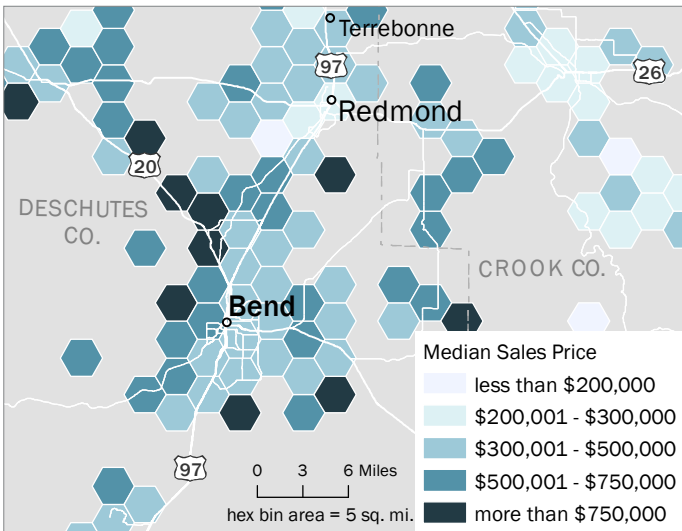 Terrebonne
97
26
Redmond
20
DESCHUTES
CO.
CROOK CO.
Bend
97
0 3 6 Miles
hex bin area = 5 sq. mi.
Median Sales Price
less than $200,000
$200,001 - $300,000
$300,001 - $500,000
$500,001 - $750,000
more than $750,000